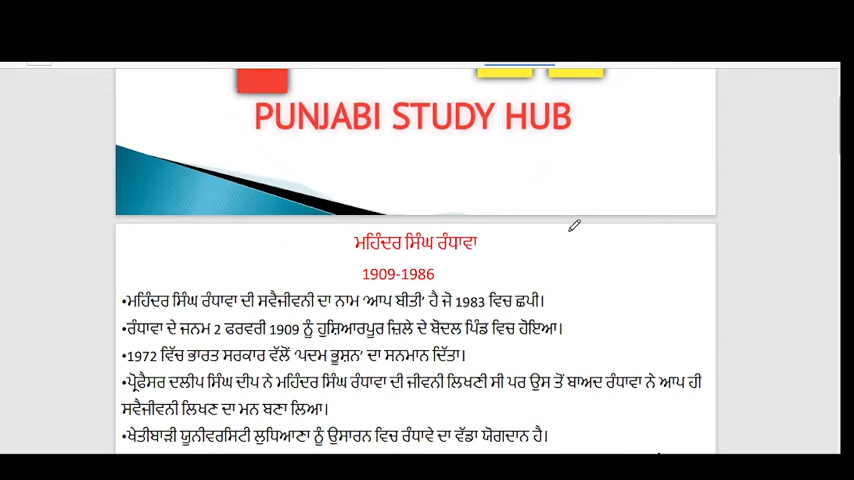 PUNJABI STUDY HUB
ਮਹਿੰਦਰ ਸਿੰਘ ਰੰਧਾਵਾ
1909-1986
•ਮਹਿੰਦਰ ਸਿੰਘ ਰੰਧਾਵਾ ਦੀ ਸਵੈਜੀਵਨੀ ਦਾ ਨਾਮ ‘ਆਪ ਬੀਤੀ’ ਹੈ ਜੋ 1983 ਵਿਚ ਛਪੀ।
•ਰੰਧਾਵਾ ਦੇ ਜਨਮ 2 ਫਰਵਰੀ 1909 ਨੂੰ ਹੁਸ਼ਿਆਰਪੂਰ ਜ਼ਿਲੇ ਦੇ ਬੋਦਲ ਪਿੰਡ ਵਿਚ ਹੋਇਆ।
•1972 ਵਿੱਚ ਭਾਰਤ ਸਰਕਾਰ ਵੱਲੋਂ ‘ਪਦਮ ਭੂਸ਼ਨ’ ਦਾ ਸਨਮਾਨ ਦਿੱਤਾ।
•ਪ੍ਰੋਫੈਸਰ ਦਲੀਪ ਸਿੰਘ ਦੀਪ ਨੇ ਮਹਿੰਦਰ ਸਿੰਘ ਰੰਧਾਵਾ ਦੀ ਜੀਵਨੀ ਲਿਖਣੀ ਸੀ ਪਰ ਉਸ ਤੋਂ ਬਾਅਦ ਰੰਧਾਵਾ ਨੇ ਆਪ ਹੀ
ਸਵੈਜੀਵਨੀ ਲਿਖਣ ਦਾ ਮਨ ਬਣਾ ਲਿਆ।
•ਖੇਤੀਬਾੜੀ ਯੂਨੀਵਰਸਿਟੀ ਲੁਧਿਆਣਾ ਨੂੰ ਉਸਾਰਨ ਵਿਚ ਰੰਧਾਵੇ ਦਾ ਵੱਡਾ ਯੋਗਦਾਨ ਹੈ।